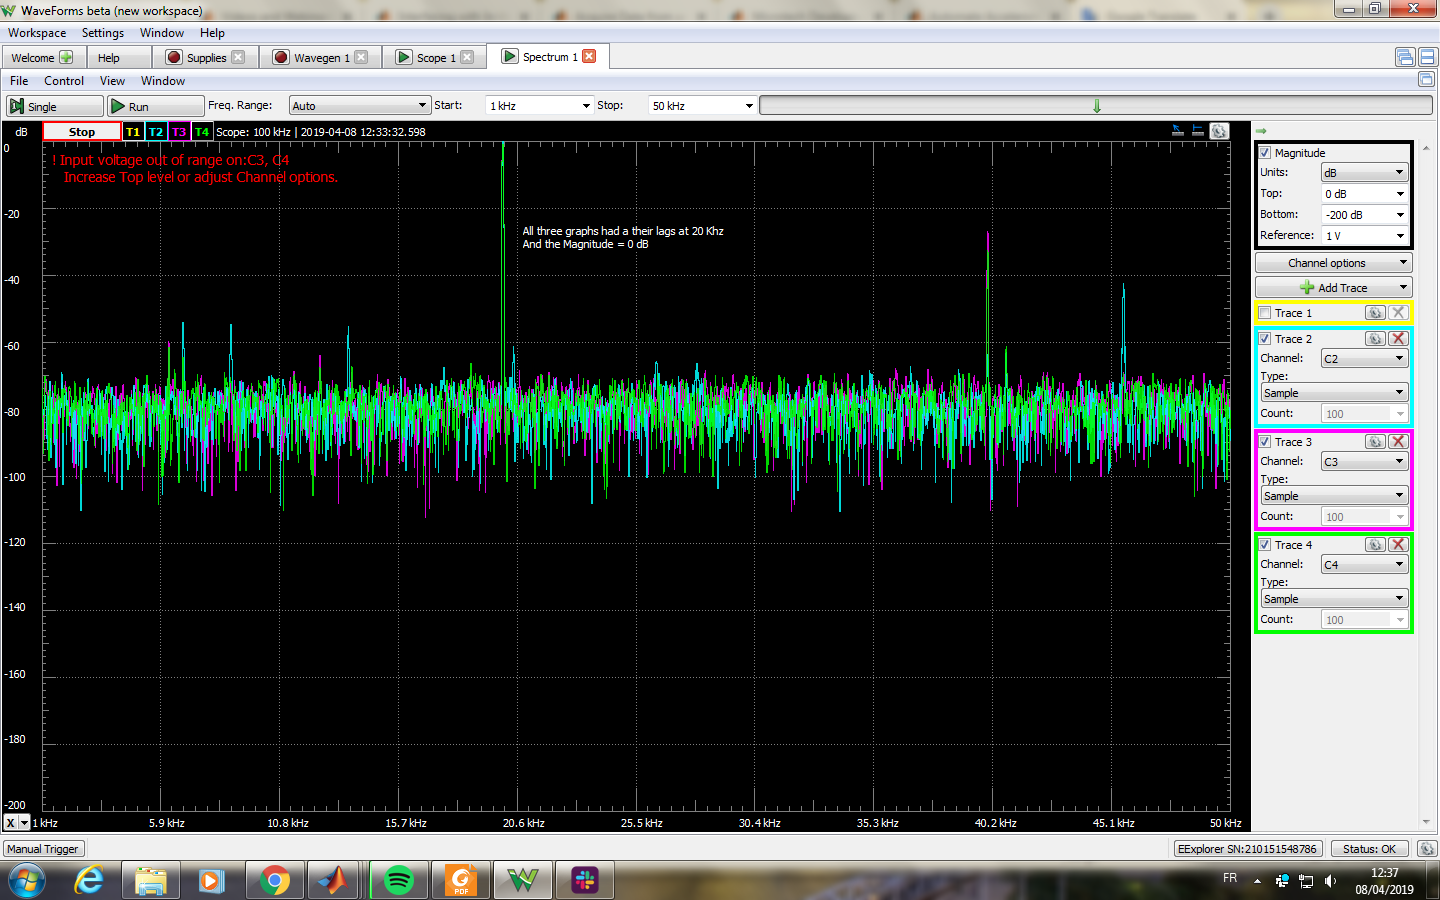 WaveForms beta (new workspace)
Workspace Settings Window Help
Welcome Help Supplies Wavegen 1 Scope 1 Spectrum 1
File Control View Window
Single Run Freq. Range: Auto Start: 1 kHz Stop: 50 kHz
dB Stop T1 T2 T3 T4 Scope: 100 kHz | 2019-04-08 12:33:32.598
! Input voltage out of range on:C3, C4
Increase Top level or adjust Channel options.
All three graphs had a their lags at 20 Khz
And the Magnitude = 0 dB
0
-20
-40
-60
-80
-100
-120
-140
-160
-180
-200
X 1 kHz 5.9 kHz 10.8 kHz 15.7 kHz 20.6 kHz 25.5 kHz 30.4 kHz 35.3 kHz 40.2 kHz 45.1 kHz 50 kHz
Magnitude
Units: dB
Top: 0 dB
Bottom: -200 dB
Reference: 1 V
Channel options
Add Trace
Trace 1
Trace 2
Channel: C2
Type:
Sample
Count: 100
Trace 3
Channel: C3
Type:
Sample
Count: 100
Trace 4
Channel: C4
Type:
Sample
Count: 100
Manual Trigger EExplorer SN:210151548786 Status: OK
PDF
FR 12:37
08/04/2019